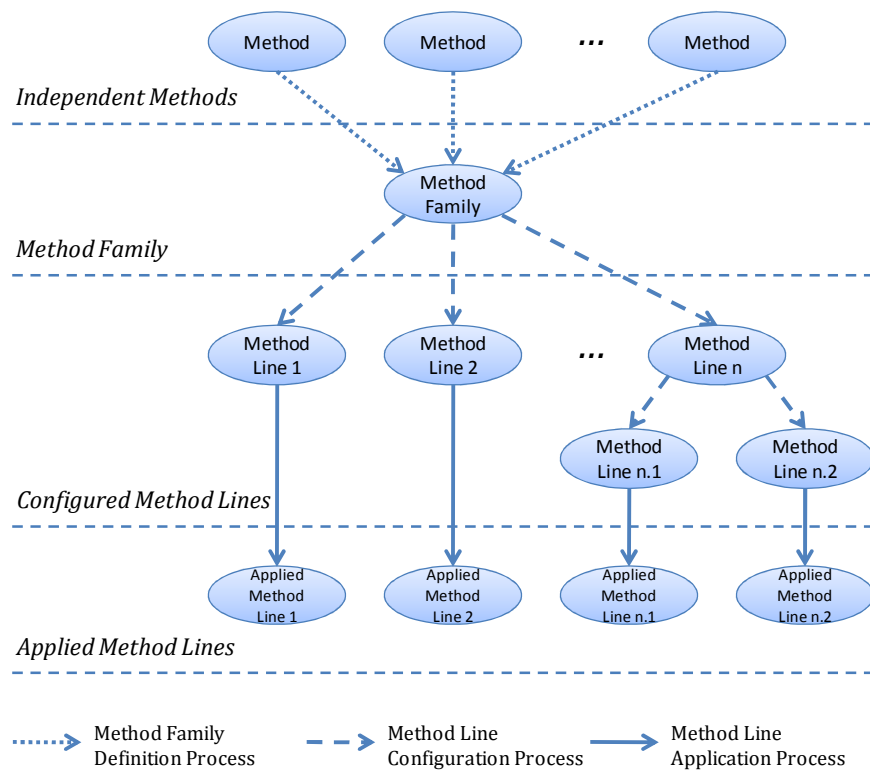 Method
Method
...
Method
Independent Methods
Method
Family
Method Family
Method
Line 1
Method
Line 2
...
Method
Line n
Method
Line n.1
Method
Line n.2
Configured Method Lines
Applied
Method
Line 1
Applied
Method
Line 2
Applied
Method
Line n.1
Applied
Method
Line n.2
Applied Method Lines
Method Family
Definition Process
Method Line
Configuration Process
Method Line
Application Process